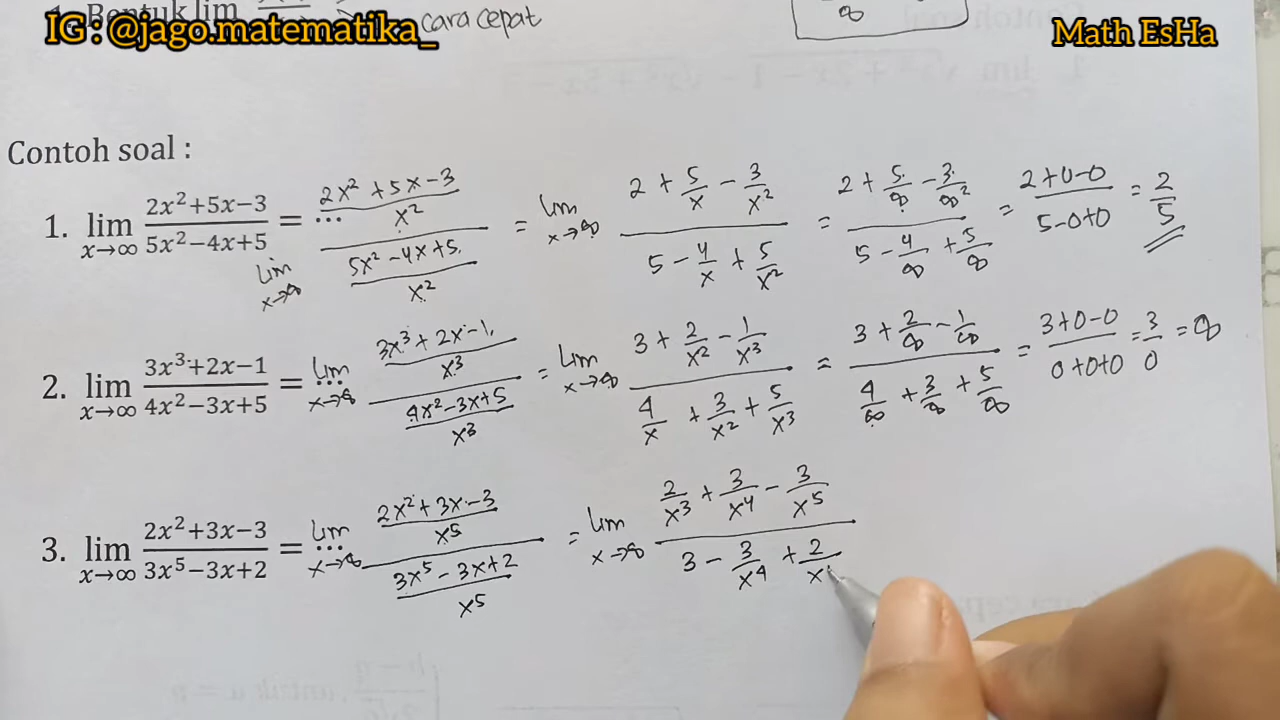 1. Bentuk lim
cara cepat
∞
IG : @jago.matematika_
Math EsHa
Contoh soal :
1. lim x→∞ (2x²+5x−3)/(5x²−4x+5) = ... lim x→∞ ((2x²+5x−3)/x²)/((5x²−4x+5)/x²) = lim x→∞ (2 + 5/x − 3/x²)/(5 − 4/x + 5/x²) = (2 + 5/∞ − 3/∞²)/(5 − 4/∞ + 5/∞) = (2+0−0)/(5−0+0) = 2/5
2. lim x→∞ (3x³+2x−1)/(4x²−3x+5) = ... lim x→∞ ((3x³+2x−1)/x³)/((4x²−3x+5)/x³) = lim x→∞ (3 + 2/x² − 1/x³)/(4/x + 3/x² + 5/x³) = (3 + 2/∞ − 1/∞)/(4/∞ + 3/∞ + 5/∞) = (3+0−0)/(0+0+0) = 3/0 = ∞
3. lim x→∞ (2x²+3x−3)/(3x⁵−3x+2) = ... lim x→∞ ((2x²+3x−3)/x⁵)/((3x⁵−3x+2)/x⁵) = lim x→∞ (2/x³ + 3/x⁴ − 3/x⁵)/(3 − 3/x⁴ + 2/x